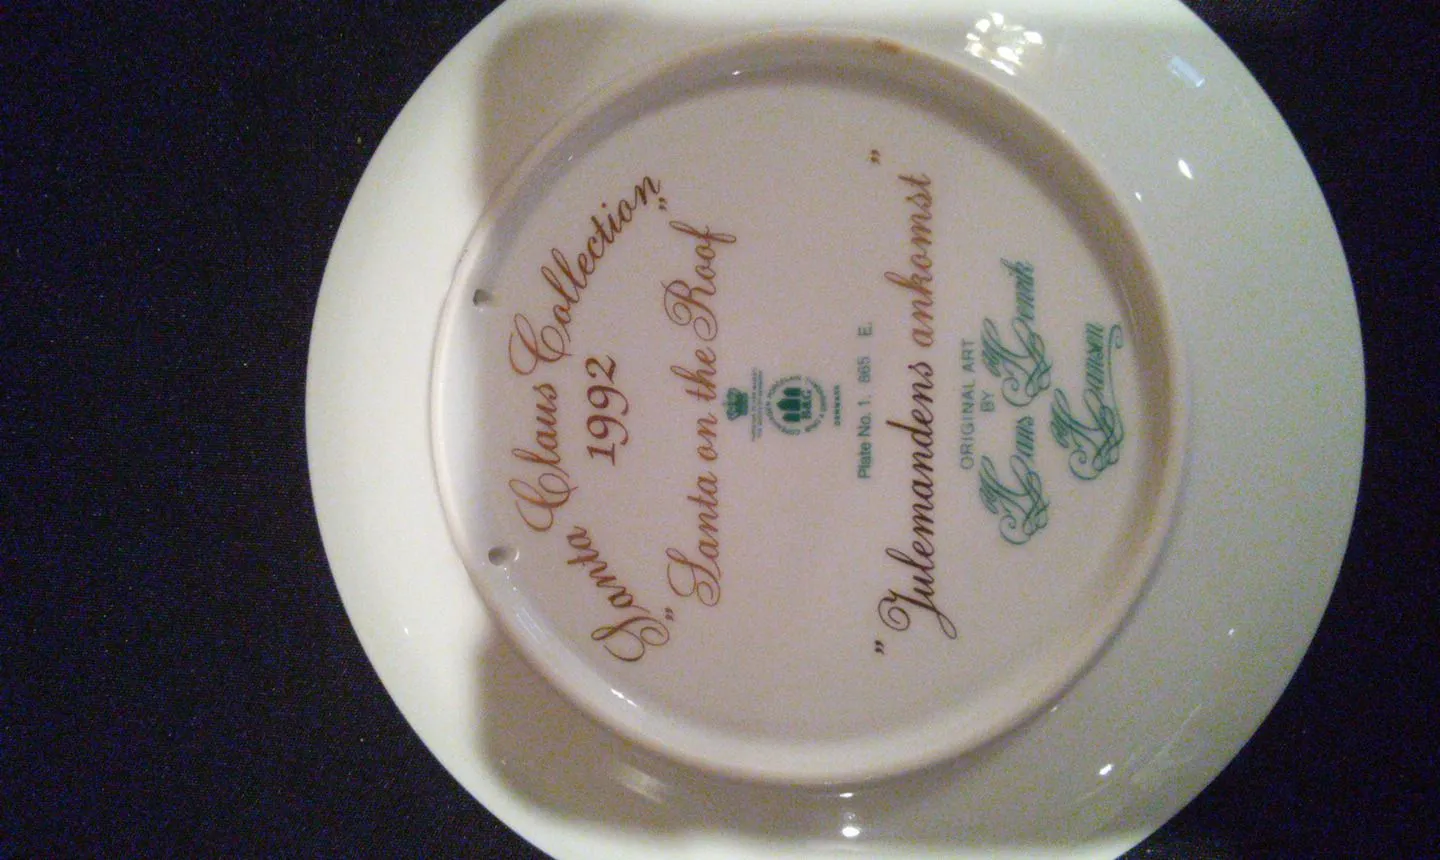 Santa Claus Collection
1992
„Santa on the Roof”
B&G
DENMARK
Plate No. 1, 865 E.
„Julemandens ankomst”
ORIGINAL ART
BY
Hans Henrik
Hansen